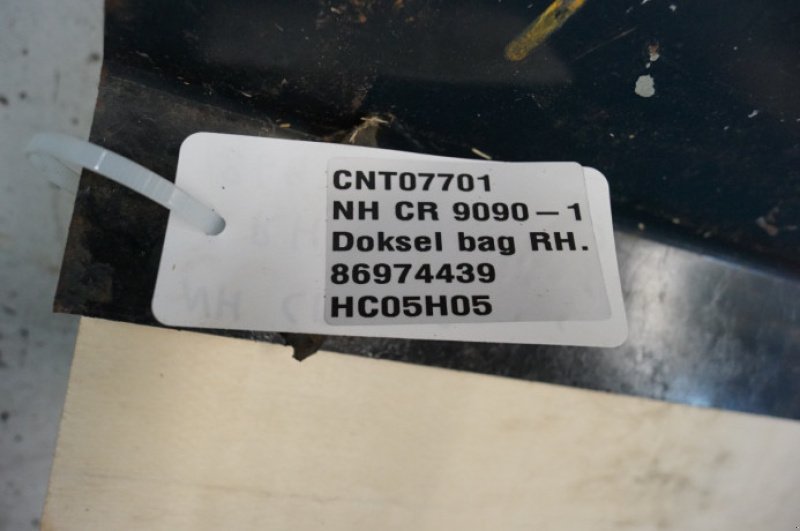 CNT07701
NH CR 9090-1
Doksel bag RH.
86974439
HC05H05